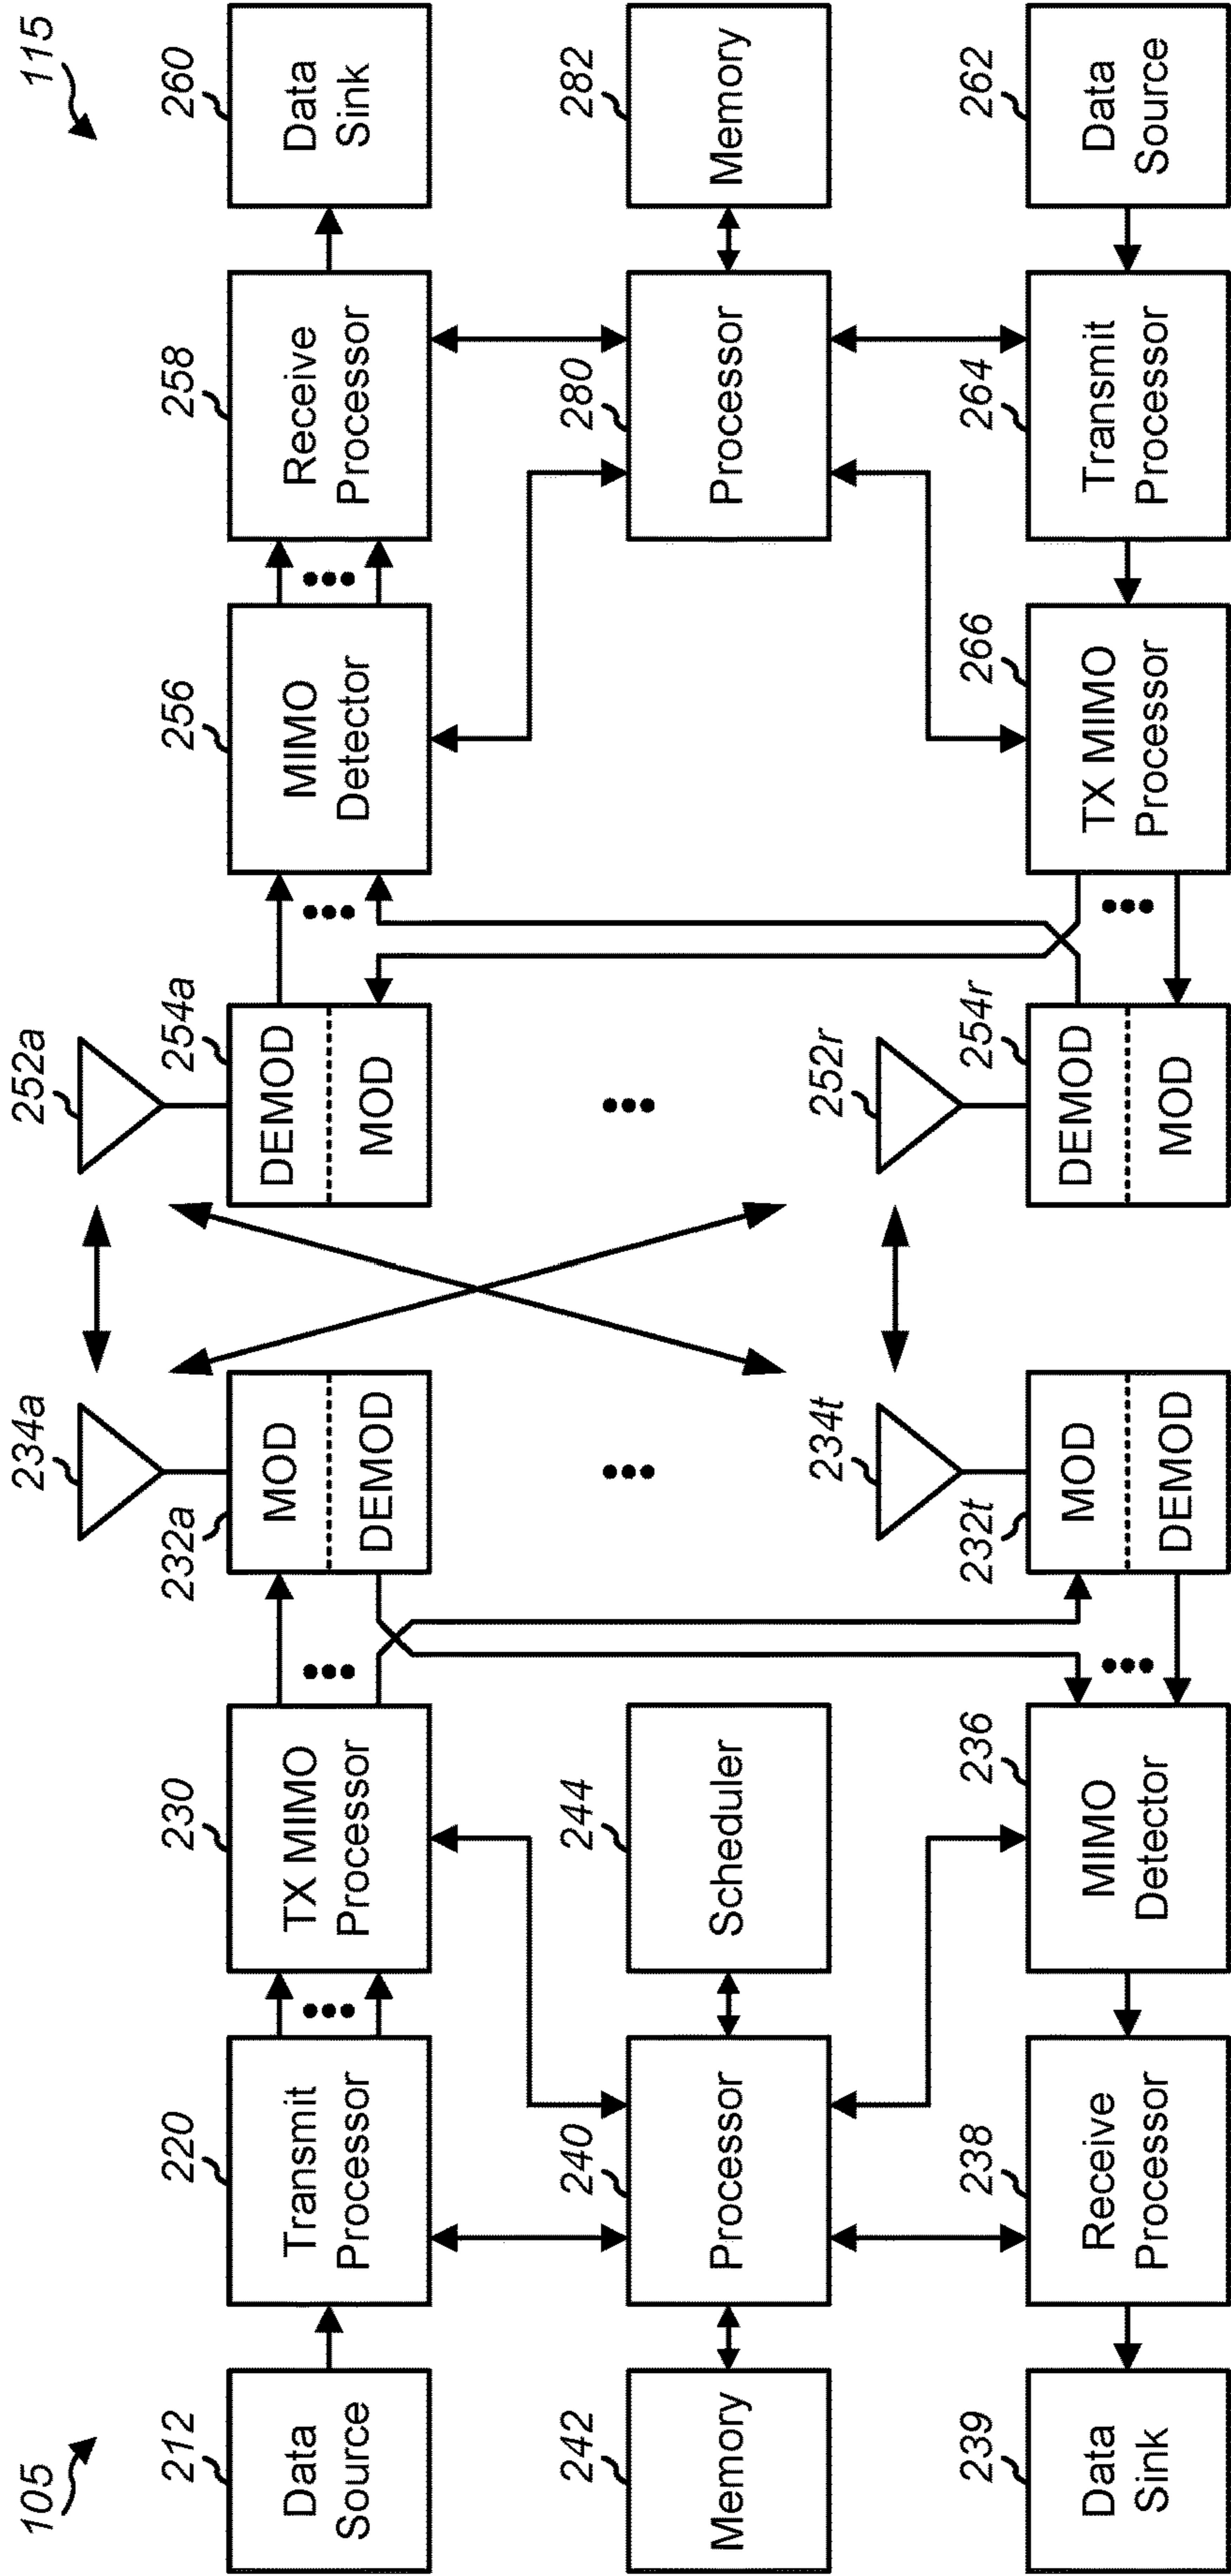 105
115
234a
252a
212
220
230
232a
254a
256
258
260
Data
Source
Transmit
Processor
TX MIMO
Processor
MOD
DEMOD
DEMOD
MOD
MIMO
Detector
Receive
Processor
Data
Sink
242
240
244
280
282
Memory
Processor
Scheduler
Processor
Memory
234t
252r
239
238
236
232t
254r
266
264
262
Data
Sink
Receive
Processor
MIMO
Detector
MOD
DEMOD
DEMOD
MOD
TX MIMO
Processor
Transmit
Processor
Data
Source